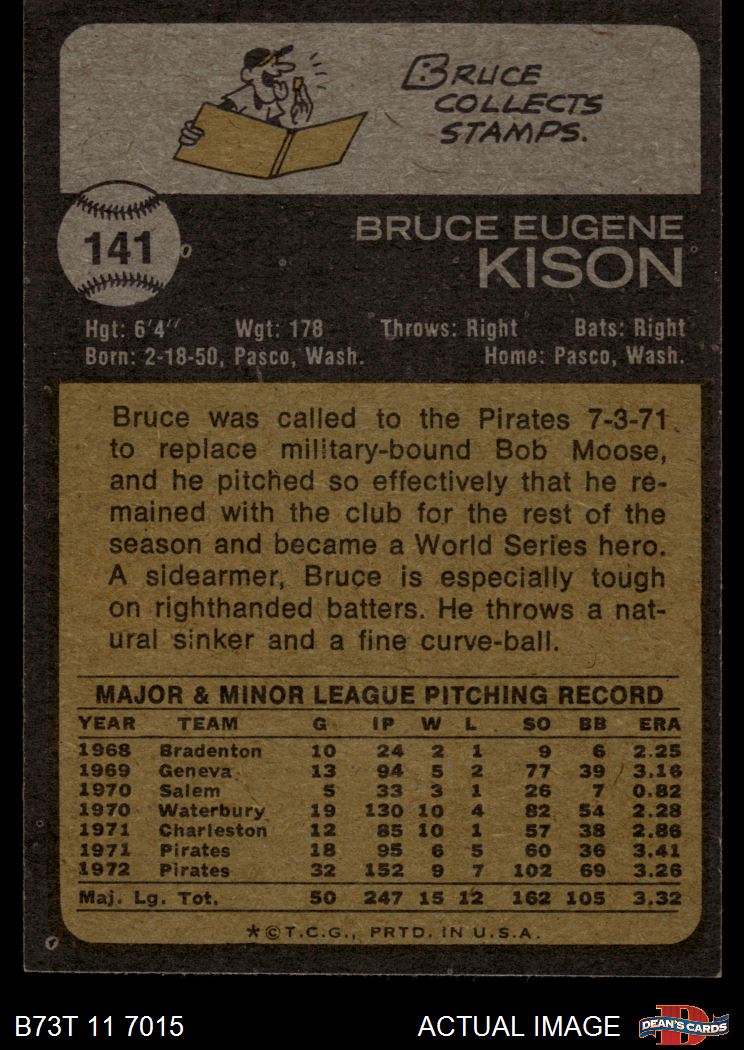 BRUCE
COLLECTS
STAMPS.
141
BRUCE EUGENE
KISON
Hgt: 6'4" Wgt: 178 Throws: Right Bats: Right
Born: 2-18-50, Pasco, Wash. Home: Pasco, Wash.
Bruce was called to the Pirates 7-3-71
to replace military-bound Bob Moose,
and he pitched so effectively that he re-
mained with the club for the rest of the
season and became a World Series hero.
A sidearmer, Bruce is especially tough
on righthanded batters. He throws a nat-
ural sinker and a fine curve-ball.
MAJOR & MINOR LEAGUE PITCHING RECORD
YEAR TEAM G IP W L SO BB ERA
1968 Bradenton 10 24 2 1 9 6 2.25
1969 Geneva 13 94 5 2 77 39 3.16
1970 Salem 5 33 3 1 26 7 0.82
1970 Waterbury 19 130 10 4 82 54 2.28
1971 Charleston 12 85 10 1 57 38 2.86
1971 Pirates 18 95 6 5 60 36 3.41
1972 Pirates 32 152 9 7 102 69 3.26
Maj. Lg. Tot. 50 247 15 12 162 105 3.32
*©T.C.G., PRTD. IN U.S.A.
B73T 11 7015 ACTUAL IMAGE DEAN'S CARDS